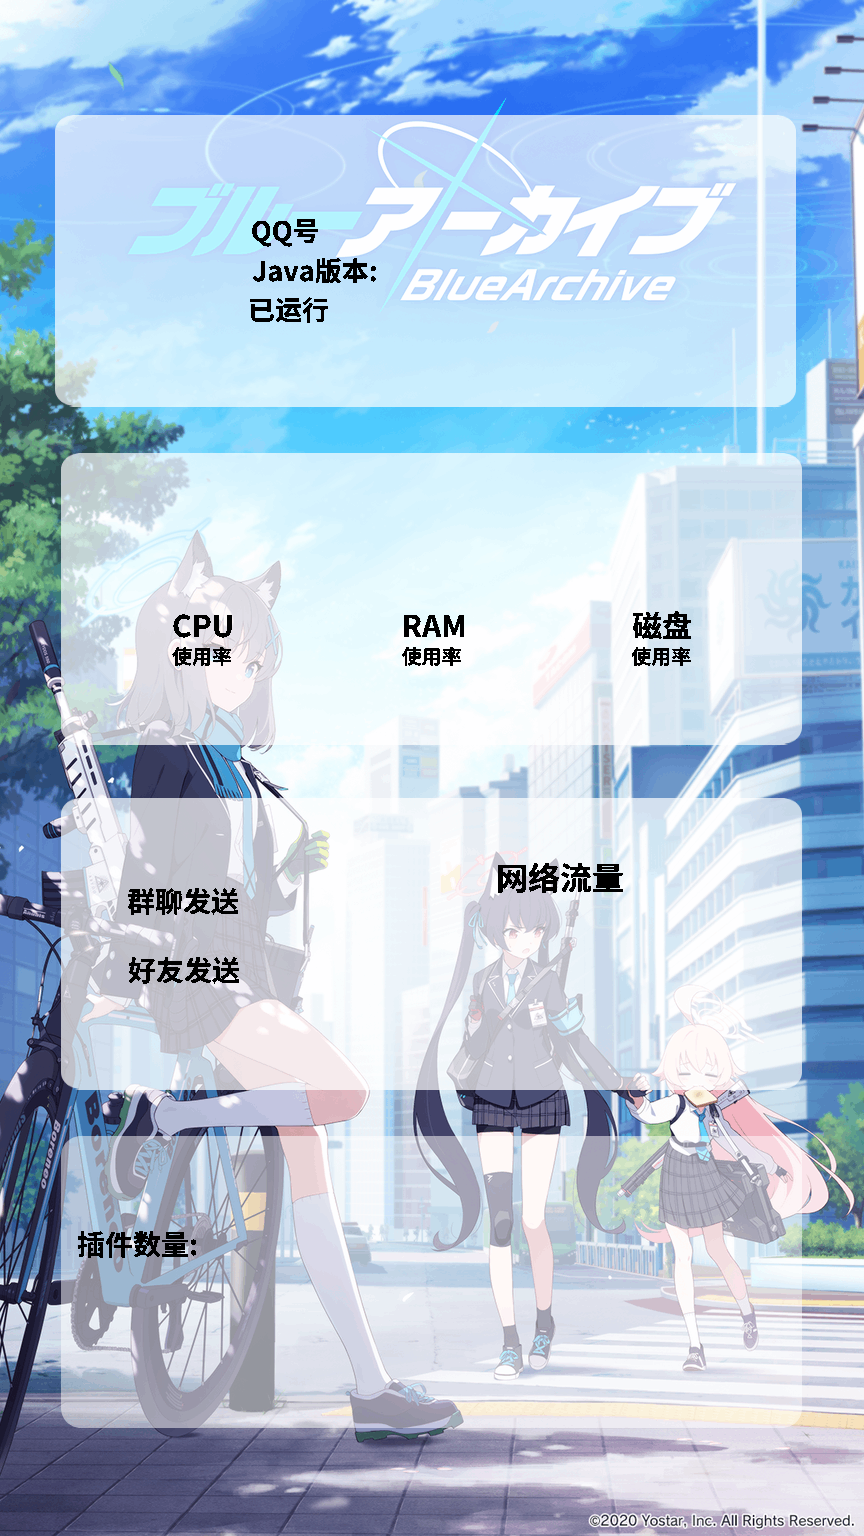 ブルーアーカイブ
BlueArchive
QQ号
Java版本:
已运行
CPU
使用率
RAM
使用率
磁盘
使用率
网络流量
群聊发送
好友发送
插件数量:
©2020 Yostar, Inc. All Rights Reserved.